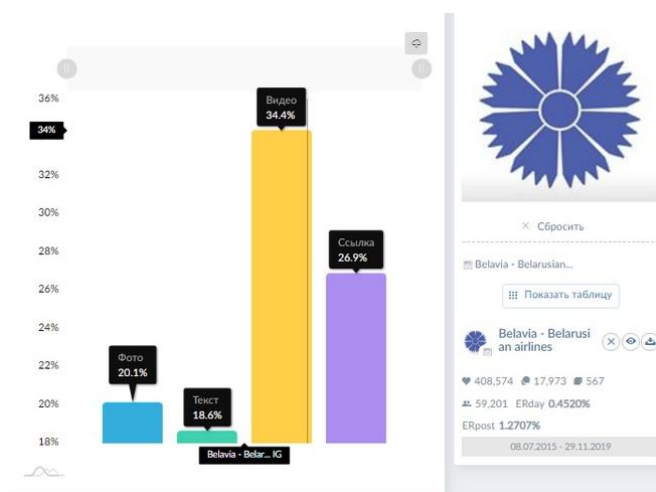 36%
34%
32%
30%
28%
26%
24%
22%
20%
18%
Видео
34.4%
Ссылка
26.9%
Фото
20.1%
Текст
18.6%
Belavia - Belar... IG
× Сбросить
Belavia - Belarusian...
Показать таблицу
Belavia - Belarusi
an airlines
408,574 17,973 567
59,201 ERday 0.4520%
ERpost 1.2707%
08.07.2015 - 29.11.2019